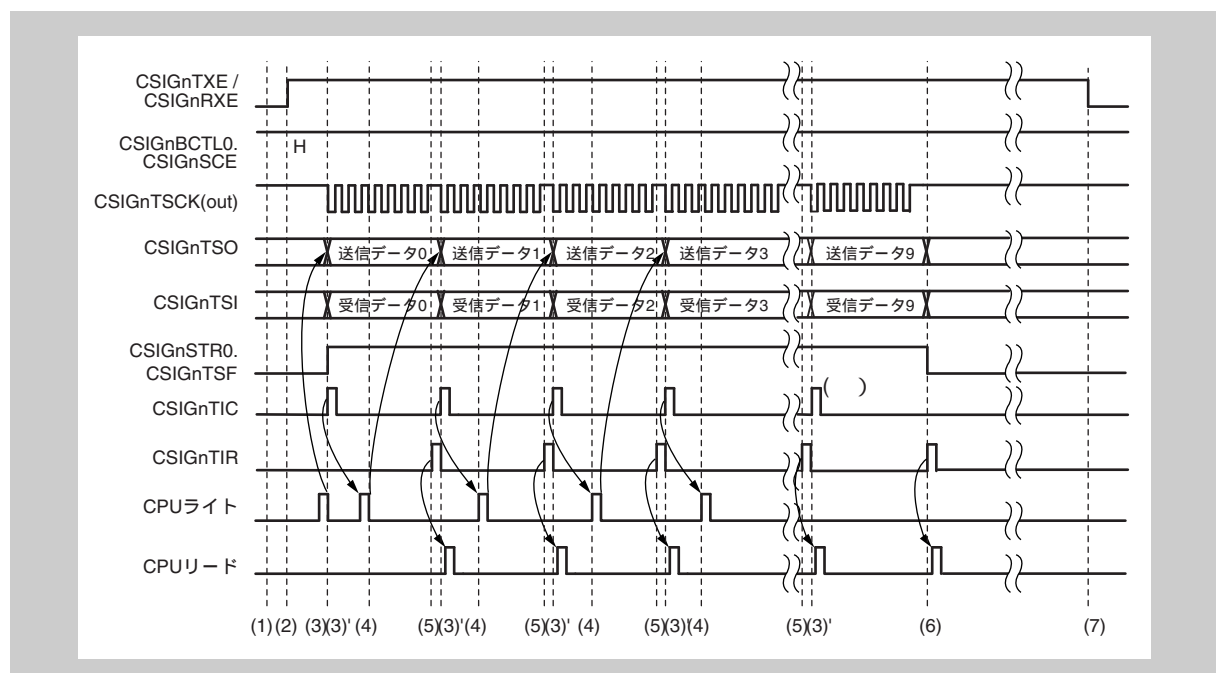 CSIGnTXE /
CSIGnRXE
CSIGnBCTL0.
CSIGnSCE
H
CSIGnTSCK(out)
CSIGnTSO
送信データ0 送信データ1 送信データ2 送信データ3 送信データ9
CSIGnTSI
受信データ0 受信データ1 受信データ2 受信データ3 受信データ9
CSIGnSTR0.
CSIGnTSF
CSIGnTIC
( )
CSIGnTIR
CPUライト
CPUリード
(1)(2) (3)(3)' (4) (5)(3)'(4) (5)(3)' (4) (5)(3)'(4) (5)(3)' (6) (7)